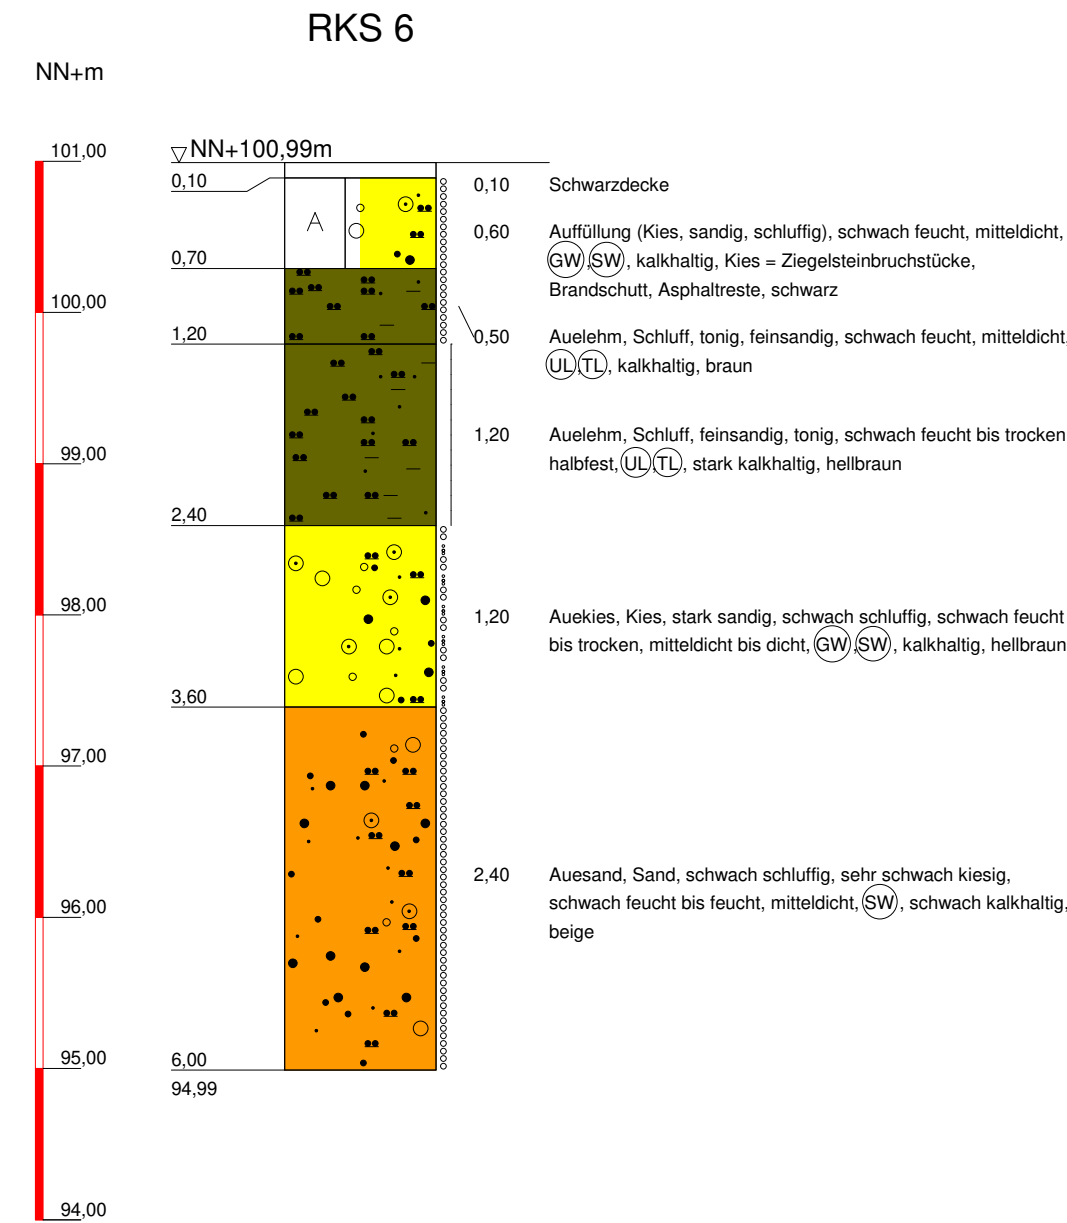 RKS 6
NN+m
101,00
NN+100,99m
0,10
0,10 Schwarzdecke
A
0,60 Auffüllung (Kies, sandig, schluffig), schwach feucht, mitteldicht,
GW, SW, kalkhaltig, Kies = Ziegelsteinbruchstücke,
Brandschutt, Asphaltreste, schwarz
0,70
100,00
1,20
0,50 Auelehm, Schluff, tonig, feinsandig, schwach feucht, mitteldicht,
UL, TL, kalkhaltig, braun
1,20 Auelehm, Schluff, feinsandig, tonig, schwach feucht bis trocken
halbfest, UL, TL, stark kalkhaltig, hellbraun
99,00
2,40
98,00
1,20 Auekies, Kies, stark sandig, schwach schluffig, schwach feucht
bis trocken, mitteldicht bis dicht, GW, SW, kalkhaltig, hellbraun
3,60
97,00
2,40 Auesand, Sand, schwach schluffig, sehr schwach kiesig,
schwach feucht bis feucht, mitteldicht, SW, schwach kalkhaltig,
beige
96,00
95,00
6,00
94,99
94,00